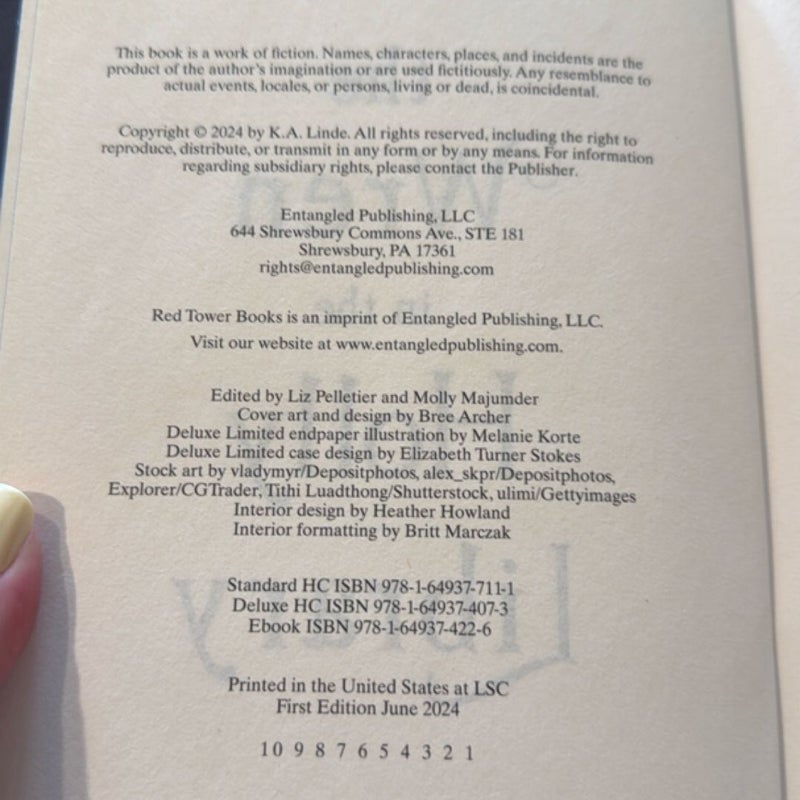 This book is a work of fiction. Names, characters, places, and incidents are the
product of the author's imagination or are used fictitiously. Any resemblance to
actual events, locales, or persons, living or dead, is coincidental.
Copyright © 2024 by K.A. Linde. All rights reserved, including the right to
reproduce, distribute, or transmit in any form or by any means. For information
regarding subsidiary rights, please contact the Publisher.
Entangled Publishing, LLC
644 Shrewsbury Commons Ave., STE 181
Shrewsbury, PA 17361
rights@entangledpublishing.com
Red Tower Books is an imprint of Entangled Publishing, LLC.
Visit our website at www.entangledpublishing.com.
Edited by Liz Pelletier and Molly Majumder
Cover art and design by Bree Archer
Deluxe Limited endpaper illustration by Melanie Korte
Deluxe Limited case design by Elizabeth Turner Stokes
Stock art by vladymyr/Depositphotos, alex_skpr/Depositphotos,
Explorer/CGTrader, Tithi Luadthong/Shutterstock, ulimi/Gettyimages
Interior design by Heather Howland
Interior formatting by Britt Marczak
Standard HC ISBN 978-1-64937-711-1
Deluxe HC ISBN 978-1-64937-407-3
Ebook ISBN 978-1-64937-422-6
Printed in the United States at LSC
First Edition June 2024
10 9 8 7 6 5 4 3 2 1